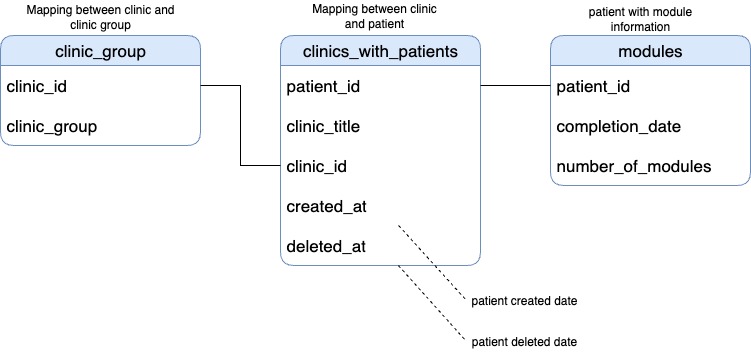 Mapping between clinic and
clinic group
clinic_group
clinic_id
clinic_group
Mapping between clinic
and patient
clinics_with_patients
patient_id
clinic_title
clinic_id
created_at
deleted_at
patient with module
information
modules
patient_id
completion_date
number_of_modules
patient created date
patient deleted date